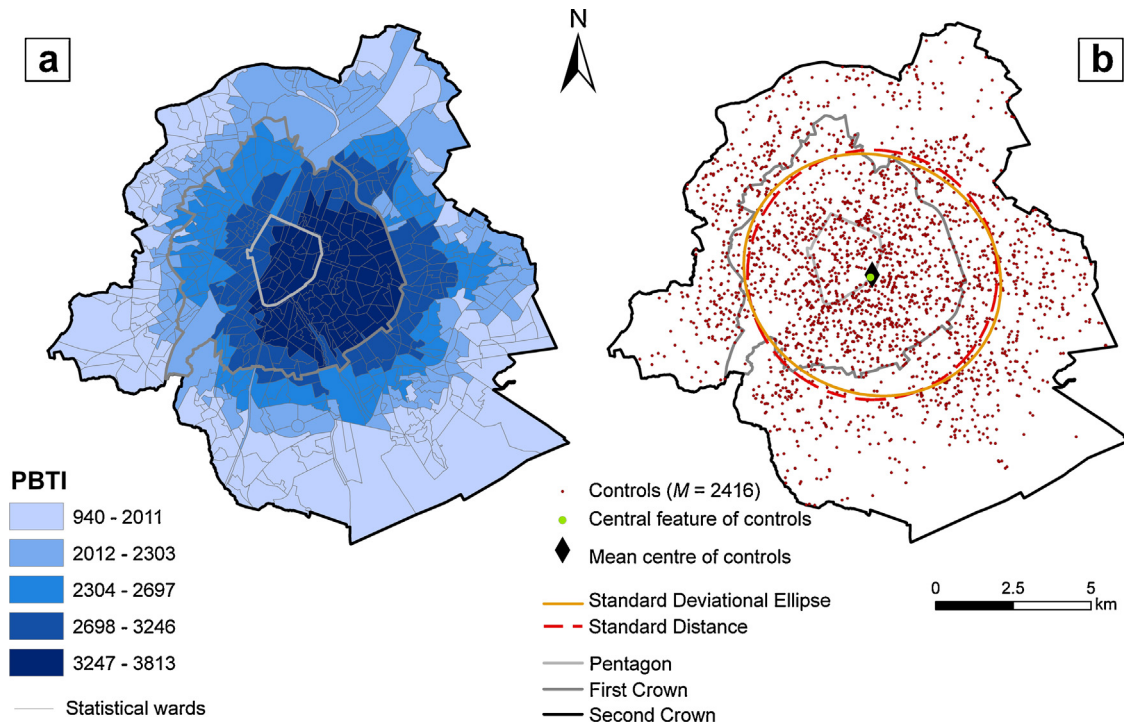 a
N
b
PBTI
940 - 2011
2012 - 2303
2304 - 2697
2698 - 3246
3247 - 3813
Statistical wards
Controls (M = 2416)
Central feature of controls
Mean centre of controls
Standard Deviational Ellipse
Standard Distance
Pentagon
First Crown
Second Crown
0 2.5 5
km